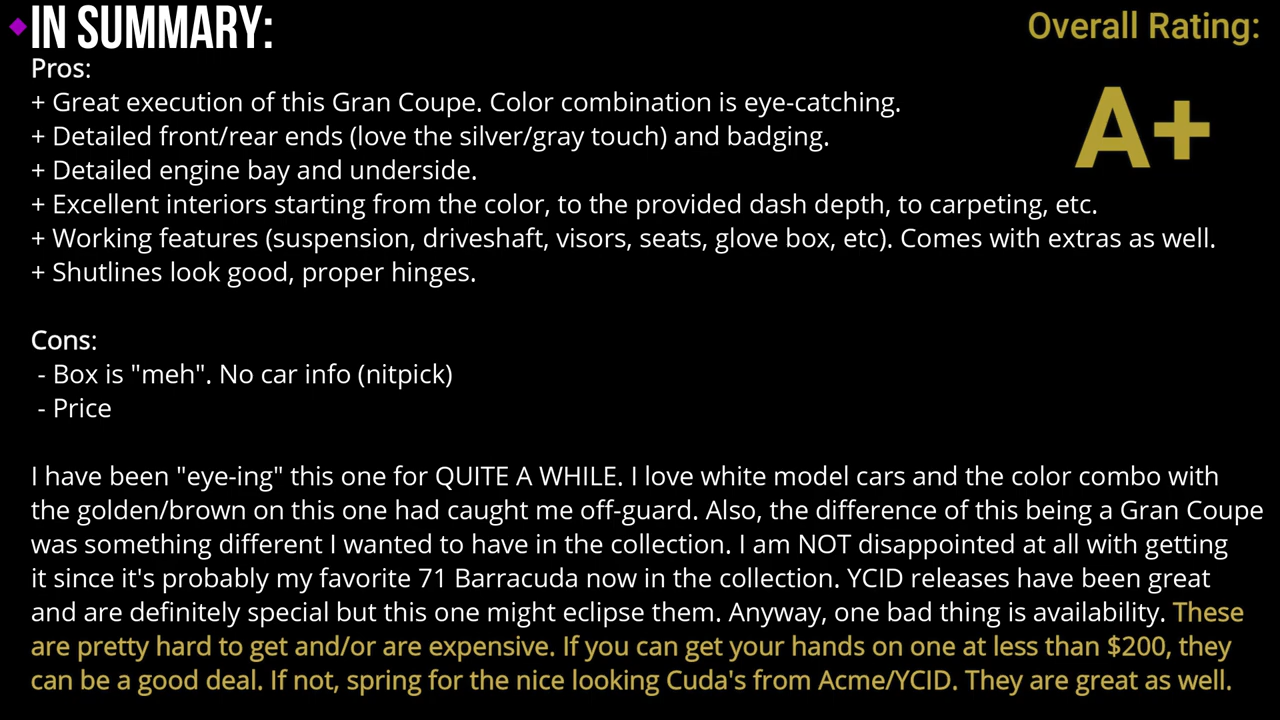 IN SUMMARY:
Overall Rating:
A+
Pros:
+ Great execution of this Gran Coupe. Color combination is eye-catching.
+ Detailed front/rear ends (love the silver/gray touch) and badging.
+ Detailed engine bay and underside.
+ Excellent interiors starting from the color, to the provided dash depth, to carpeting, etc.
+ Working features (suspension, driveshaft, visors, seats, glove box, etc). Comes with extras as well.
+ Shutlines look good, proper hinges.
Cons:
- Box is "meh". No car info (nitpick)
- Price
I have been "eye-ing" this one for QUITE A WHILE. I love white model cars and the color combo with
the golden/brown on this one had caught me off-guard. Also, the difference of this being a Gran Coupe
was something different I wanted to have in the collection. I am NOT disappointed at all with getting
it since it's probably my favorite 71 Barracuda now in the collection. YCID releases have been great
and are definitely special but this one might eclipse them. Anyway, one bad thing is availability. These
are pretty hard to get and/or are expensive. If you can get your hands on one at less than $200, they
can be a good deal. If not, spring for the nice looking Cuda's from Acme/YCID. They are great as well.